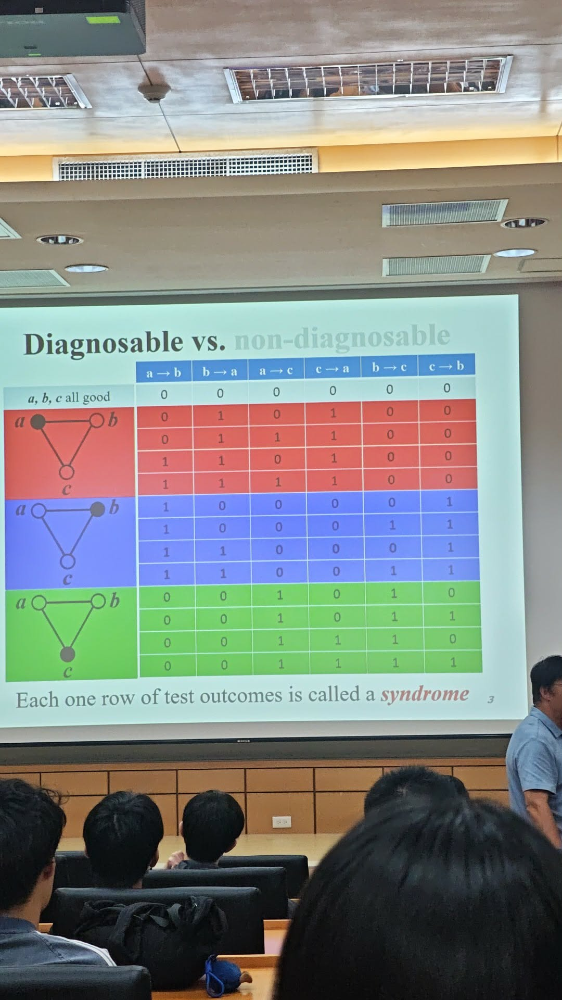 Diagnosable vs. non-diagnosable
a → b b → a a → c c → a b → c c → b
a, b, c all good 0 0 0 0 0 0
a b c
0 1 0 1 0 0
0 1 1 1 0 0
1 1 0 1 0 0
1 1 1 1 0 0
a b c
1 0 0 0 0 1
1 0 0 0 1 1
1 1 0 0 0 1
1 1 0 0 1 1
a b c
0 0 1 0 1 0
0 0 1 0 1 1
0 0 1 1 1 0
0 0 1 1 1 1
Each one row of test outcomes is called a syndrome 3